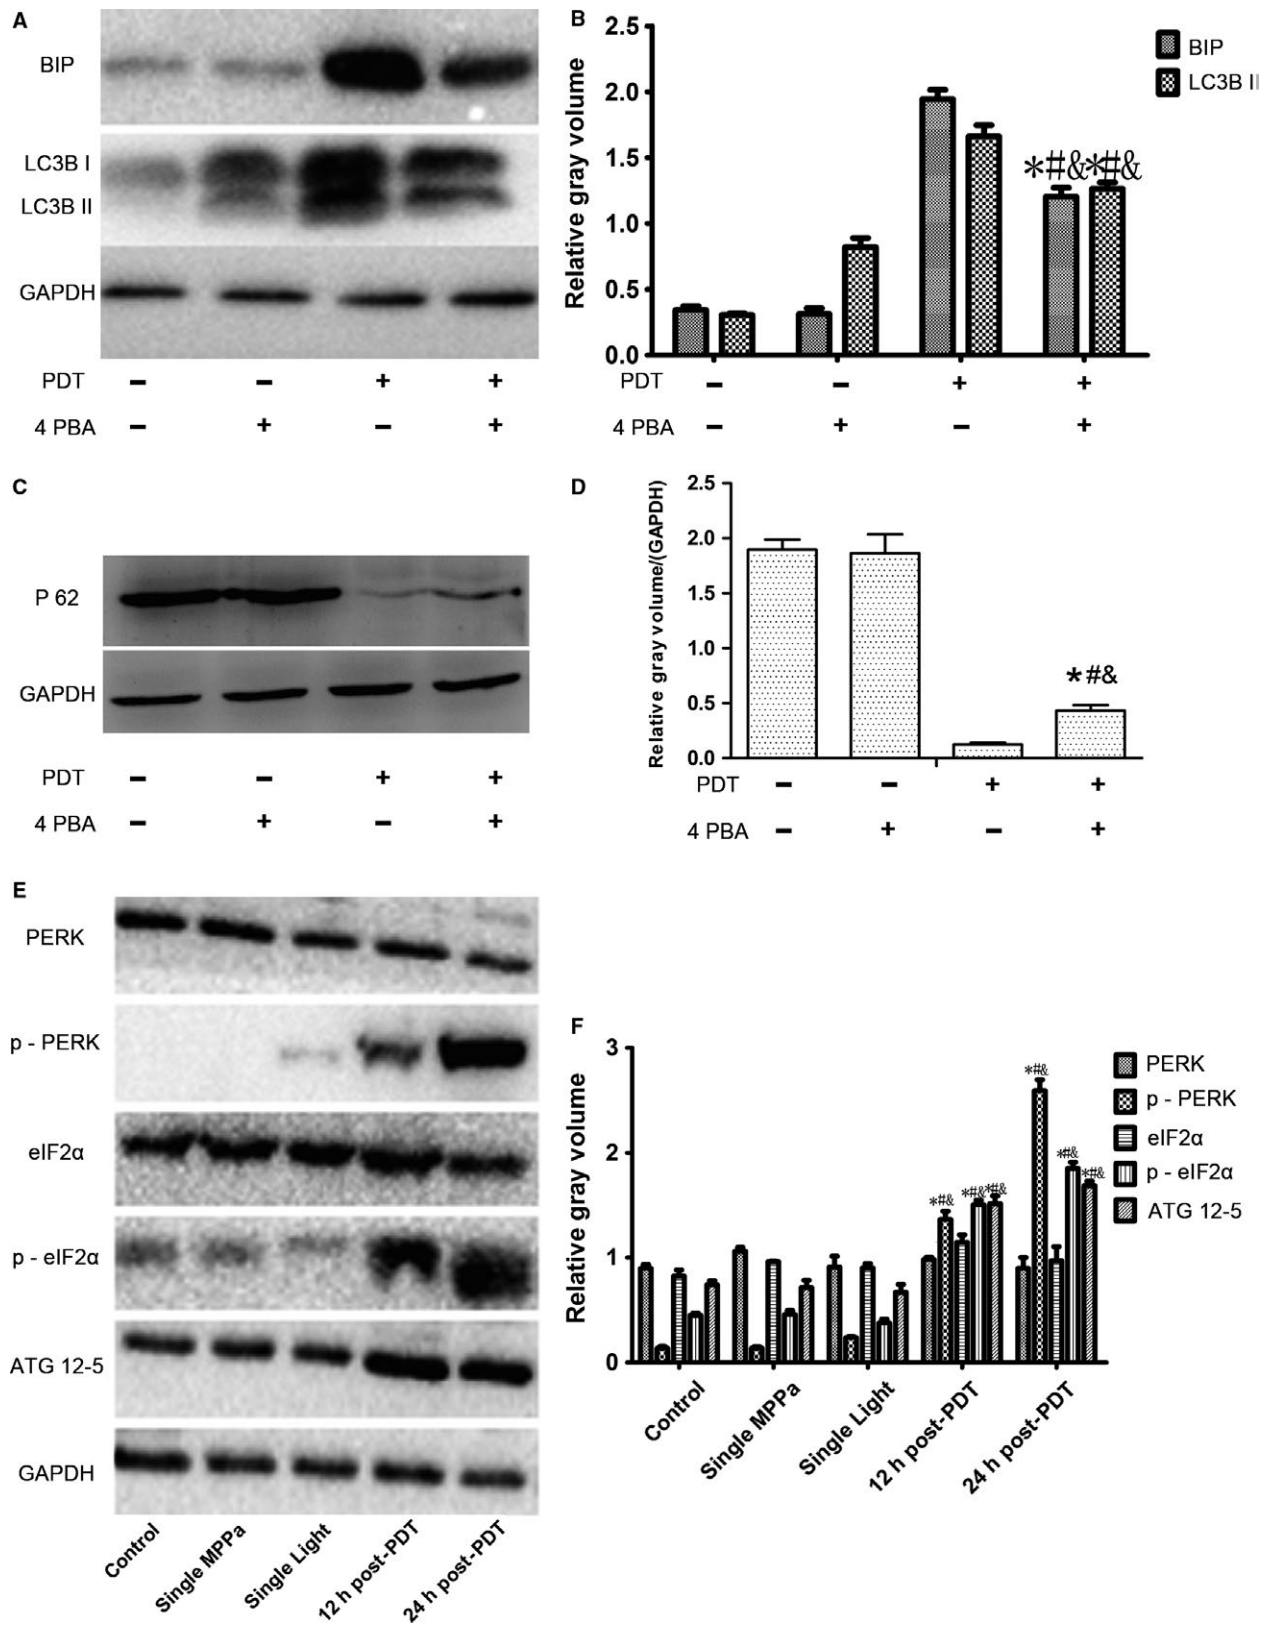 A
BIP
LC3B I
LC3B II
GAPDH
PDT − − + +
4 PBA − + − +
B
Relative gray volume
2.5
2.0
1.5
1.0
0.5
0.0
*#& *#&
BIP
LC3B II
PDT − − + +
4 PBA − + − +
C
P 62
GAPDH
PDT − − + +
4 PBA − + − +
D
Relative gray volume/(GAPDH)
2.5
2.0
1.5
1.0
0.5
0.0
*#&
PDT − − + +
4 PBA − + − +
E
PERK
p - PERK
eIF2α
p - eIF2α
ATG 12-5
GAPDH
Control
Single MPPa
Single Light
12 h post-PDT
24 h post-PDT
F
Relative gray volume
3
2
1
0
*#& *#& *#&
*#& *#& *#&
PERK
p - PERK
eIF2α
p - eIF2α
ATG 12-5
Control
Single MPPa
Single Light
12 h post-PDT
24 h post-PDT